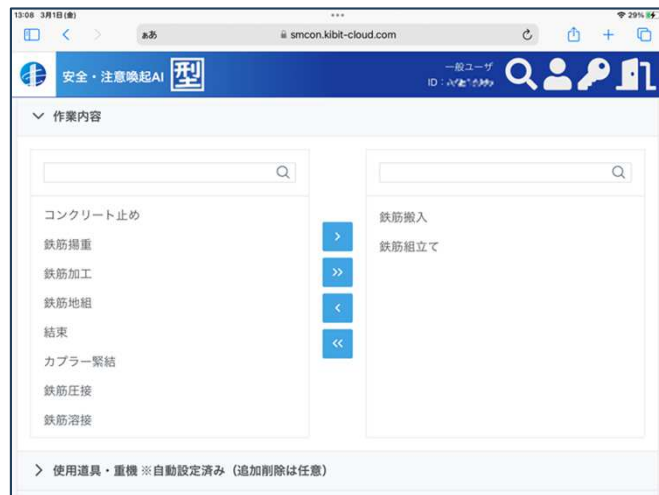 13:08 3月1日(金)
29%
ああ
smcon.kibit-cloud.com
安全・注意喚起AI 型
一般ユーザ
ID：
作業内容
コンクリート止め
鉄筋揚重
鉄筋加工
鉄筋地組
結束
カプラー緊結
鉄筋圧接
鉄筋溶接
鉄筋搬入
鉄筋組立て
使用道具・重機 ※自動設定済み（追加削除は任意）